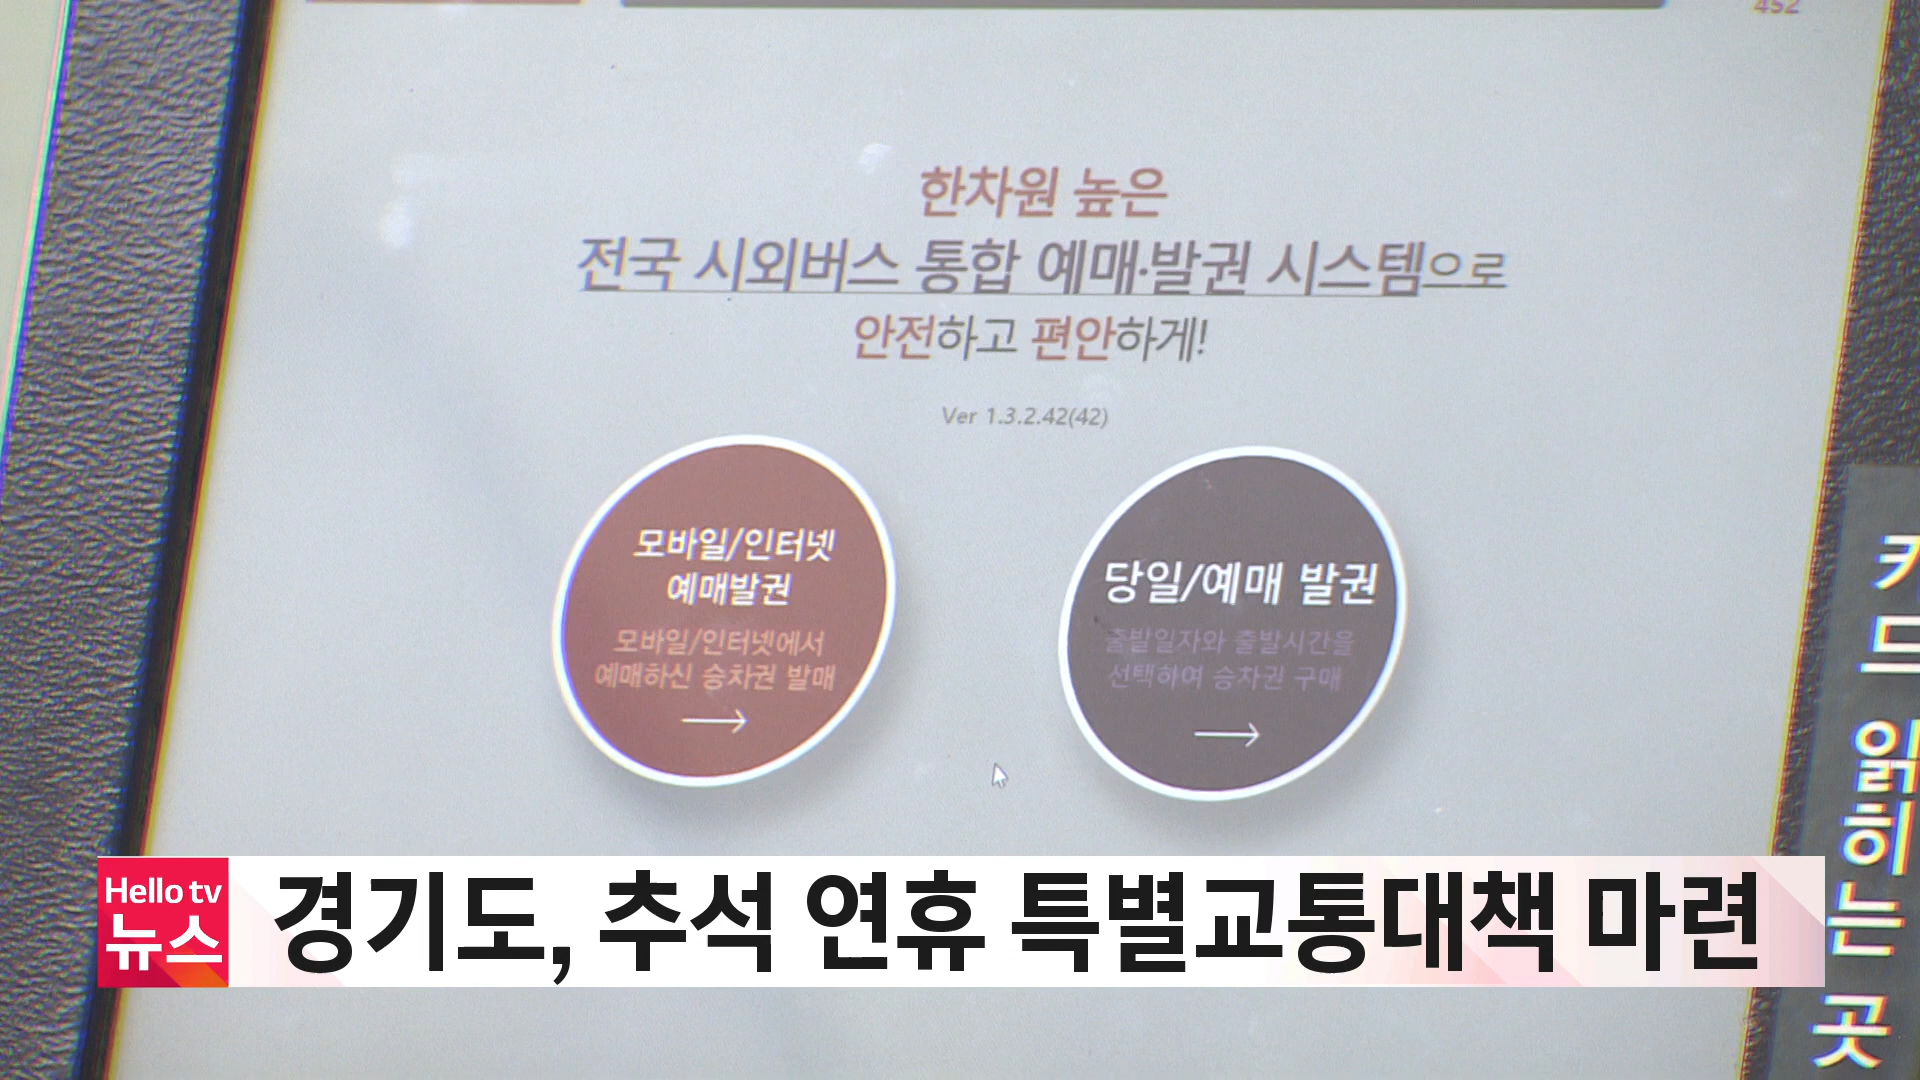 452
한차원 높은
전국 시외버스 통합 예매·발권 시스템으로
안전하고 편안하게!
Ver 1.3.2.42(42)
모바일/인터넷
예매발권
모바일/인터넷에서
예매하신 승차권 발매
당일/예매 발권
출발일자와 출발시간을
선택하여 승차권 구매
카드 읽히는 곳
Hello tv
뉴스
경기도, 추석 연휴 특별교통대책 마련